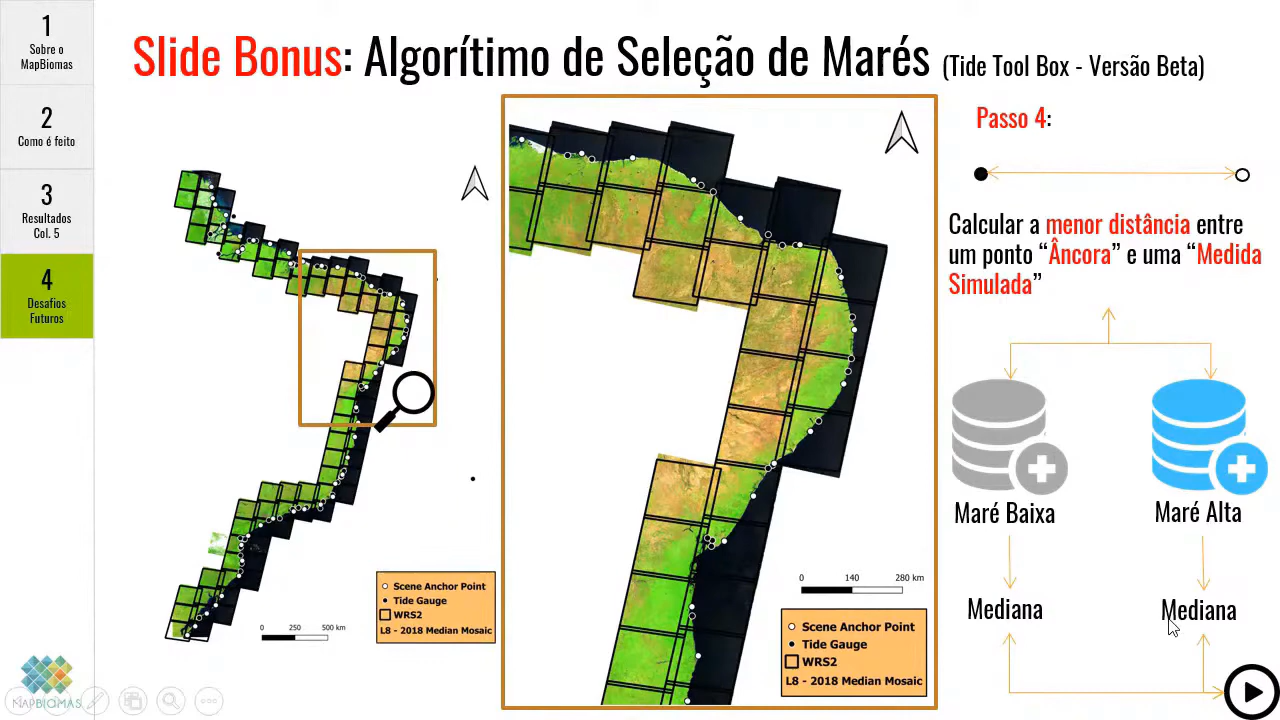 1
Sobre o
MapBiomas
2
Como é feito
3
Resultados
Col. 5
4
Desafios
Futuros
Slide Bonus: Algorítimo de Seleção de Marés (Tide Tool Box - Versão Beta)
Scene Anchor Point
Tide Gauge
WRS2
L8 - 2018 Median Mosaic
0 250 500 km
0 140 280 km
Scene Anchor Point
Tide Gauge
WRS2
L8 - 2018 Median Mosaic
Passo 4:
Calcular a menor distância entre
um ponto “Âncora” e uma “Medida
Simulada”
Maré Baixa
Maré Alta
Mediana
Mediana
MAPBIOMAS